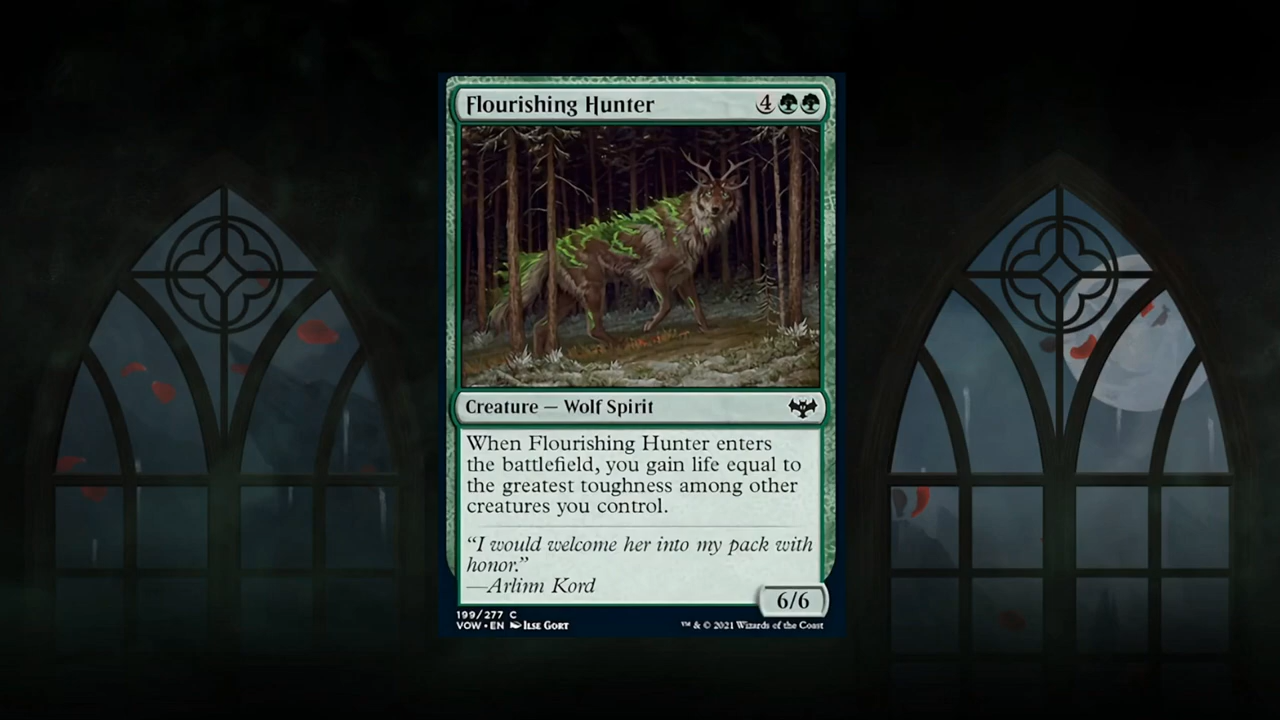 Flourishing Hunter 4
Creature — Wolf Spirit
When Flourishing Hunter enters
the battlefield, you gain life equal to
the greatest toughness among other
creatures you control.
“I would welcome her into my pack with
honor.”
—Arlinn Kord
6/6
199/277 C
VOW • EN Ilse Gort ™ & © 2021 Wizards of the Coast